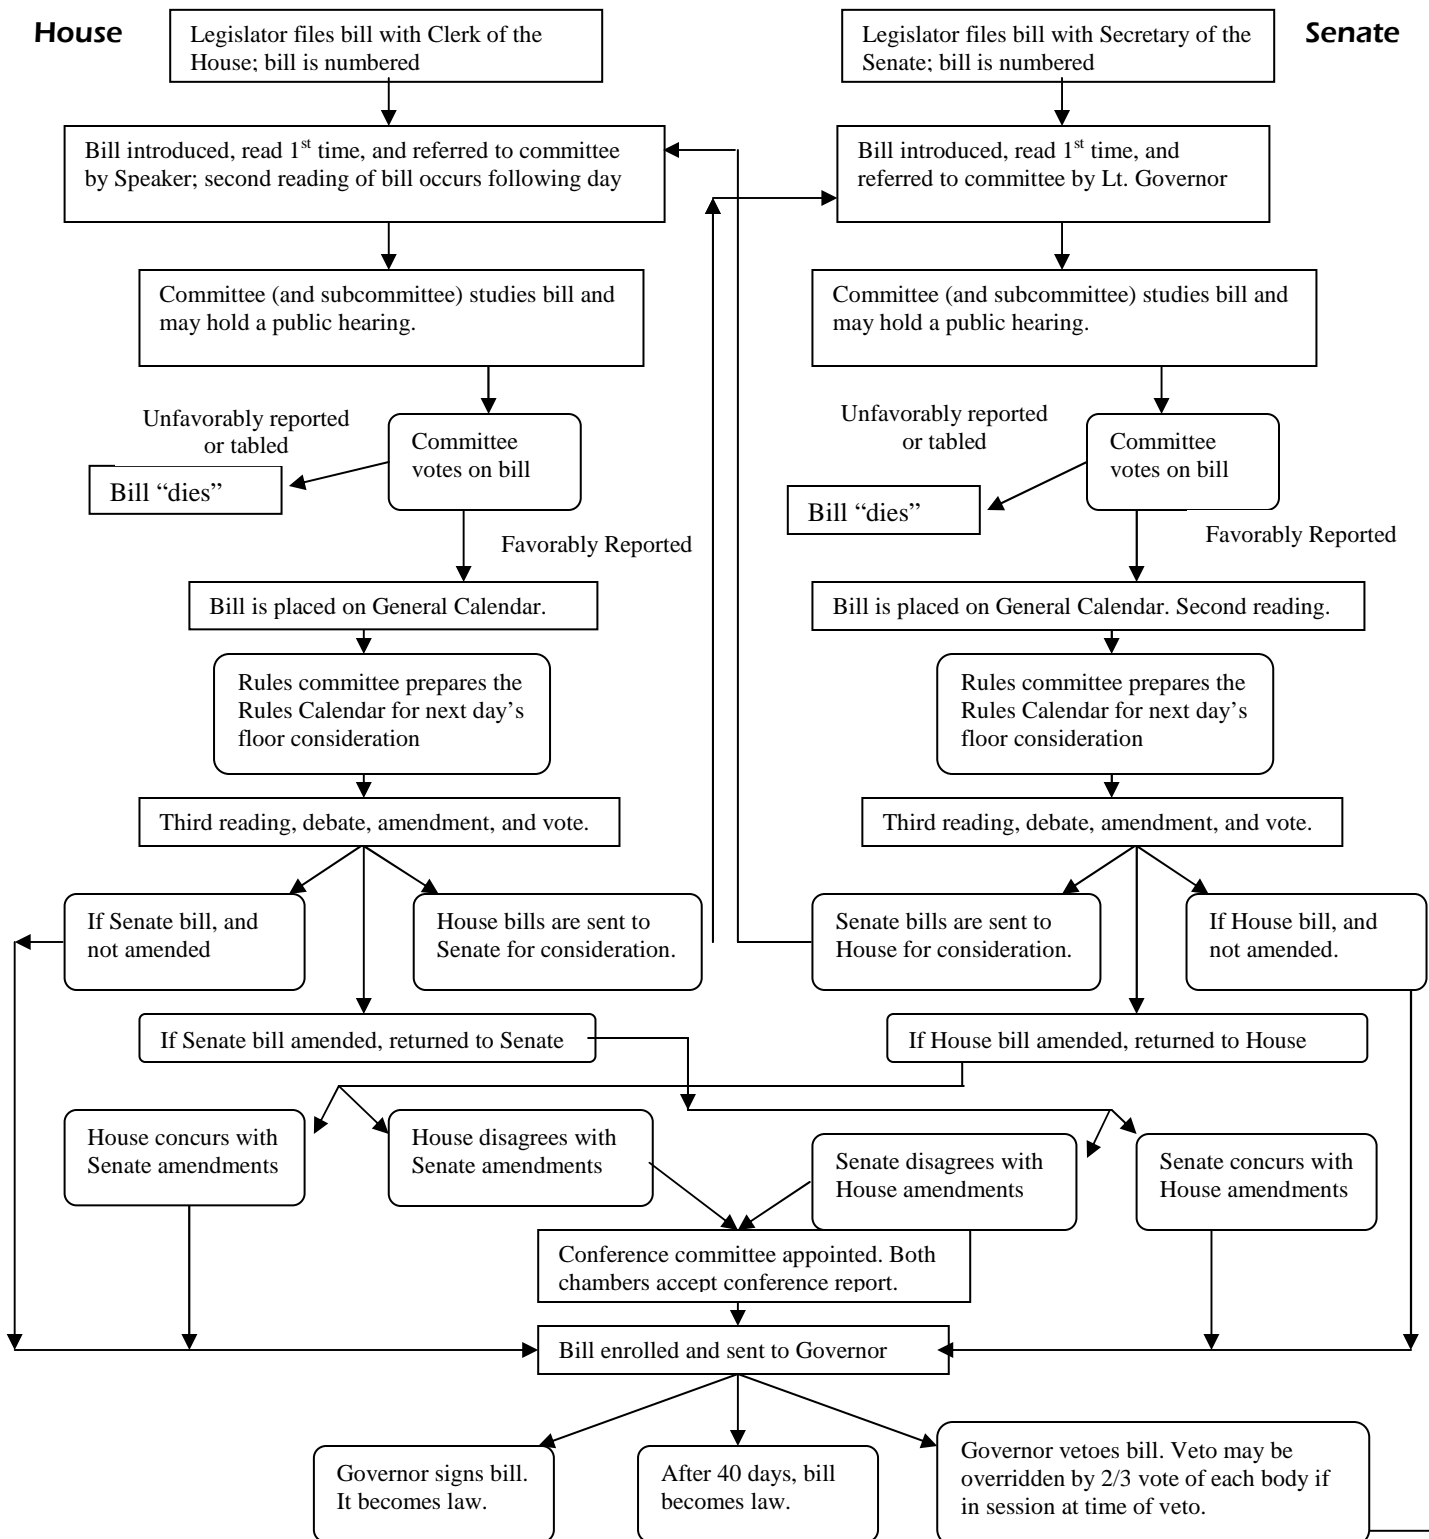 House
Legislator files bill with Clerk of the
House; bill is numbered
Legislator files bill with Secretary of the
Senate; bill is numbered
Senate
Bill introduced, read 1st time, and referred to committee
by Speaker; second reading of bill occurs following day
Bill introduced, read 1st time, and
referred to committee by Lt. Governor
Committee (and subcommittee) studies bill and
may hold a public hearing.
Committee (and subcommittee) studies bill and
may hold a public hearing.
Unfavorably reported
or tabled
Committee
votes on bill
Bill “dies”
Unfavorably reported
or tabled
Committee
votes on bill
Bill “dies”
Favorably Reported
Favorably Reported
Bill is placed on General Calendar.
Bill is placed on General Calendar. Second reading.
Rules committee prepares the
Rules Calendar for next day’s
floor consideration
Rules committee prepares the
Rules Calendar for next day’s
floor consideration
Third reading, debate, amendment, and vote.
Third reading, debate, amendment, and vote.
If Senate bill, and
not amended
House bills are sent to
Senate for consideration.
Senate bills are sent to
House for consideration.
If House bill, and
not amended.
If Senate bill amended, returned to Senate
If House bill amended, returned to House
House concurs with
Senate amendments
House disagrees with
Senate amendments
Senate disagrees with
House amendments
Senate concurs with
House amendments
Conference committee appointed. Both
chambers accept conference report.
Bill enrolled and sent to Governor
Governor signs bill.
It becomes law.
After 40 days, bill
becomes law.
Governor vetoes bill. Veto may be
overridden by 2/3 vote of each body if
in session at time of veto.